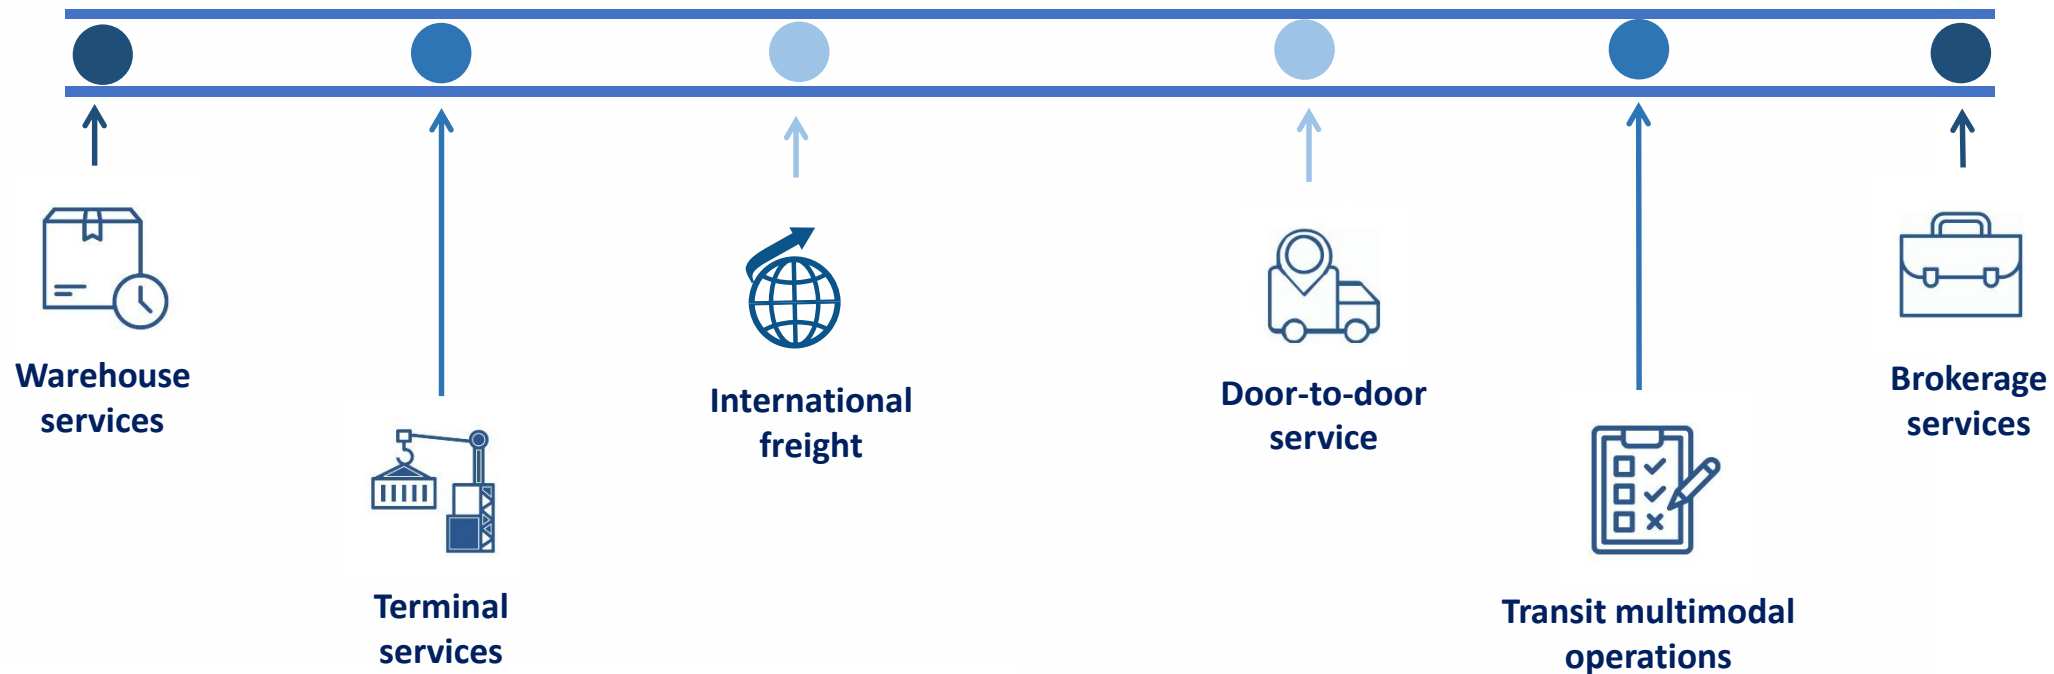 Warehouse
services
Terminal
services
International
freight
Door-to-door
service
Transit multimodal
operations
Brokerage
services